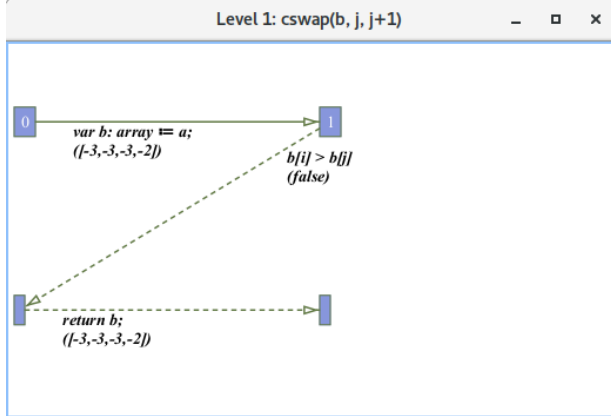 Level 1: cswap(b, j, j+1)
0
1
var b: array ≔ a;
([-3,-3,-3,-2])
b[i] > b[j]
(false)
return b;
([-3,-3,-3,-2])